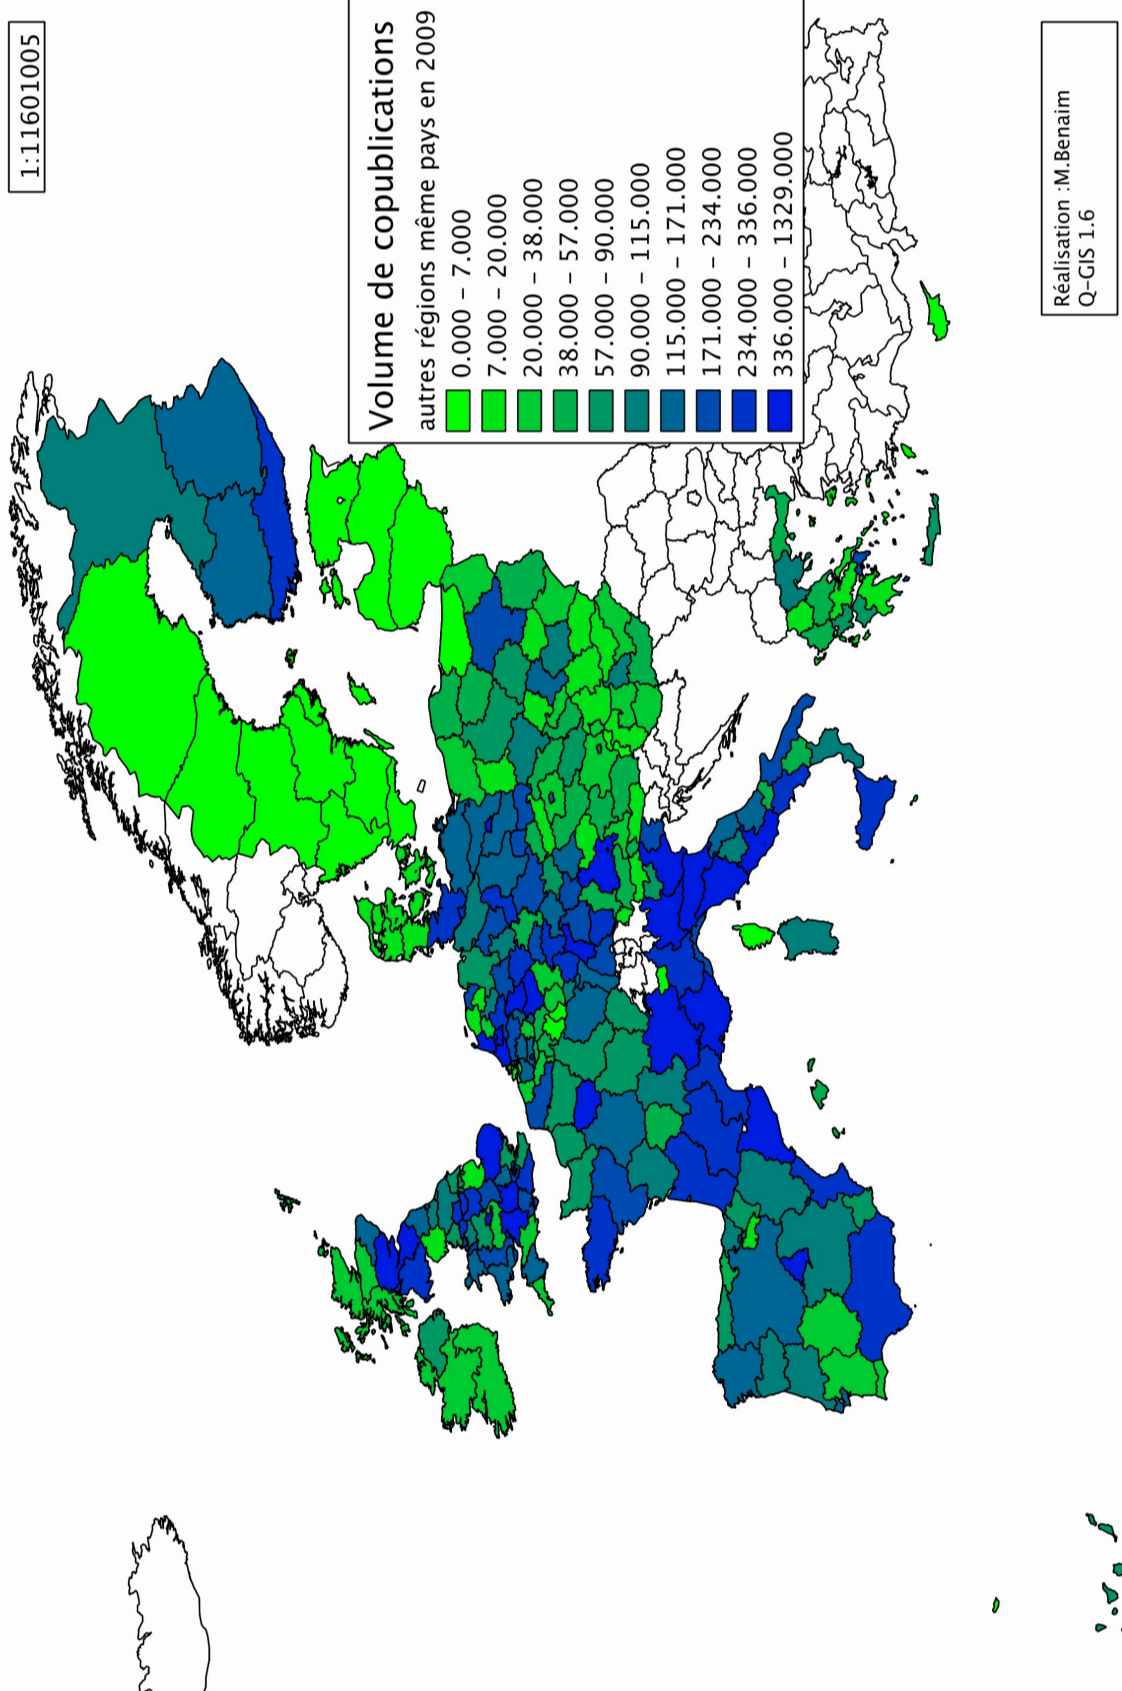 1:11601005
Volume de copublications
autres régions même pays en 2009
0.000 – 7.000
7.000 – 20.000
20.000 – 38.000
38.000 – 57.000
57.000 – 90.000
90.000 – 115.000
115.000 – 171.000
171.000 – 234.000
234.000 – 336.000
336.000 – 1329.000
Réalisation :M.Benaim
Q–GIS 1.6